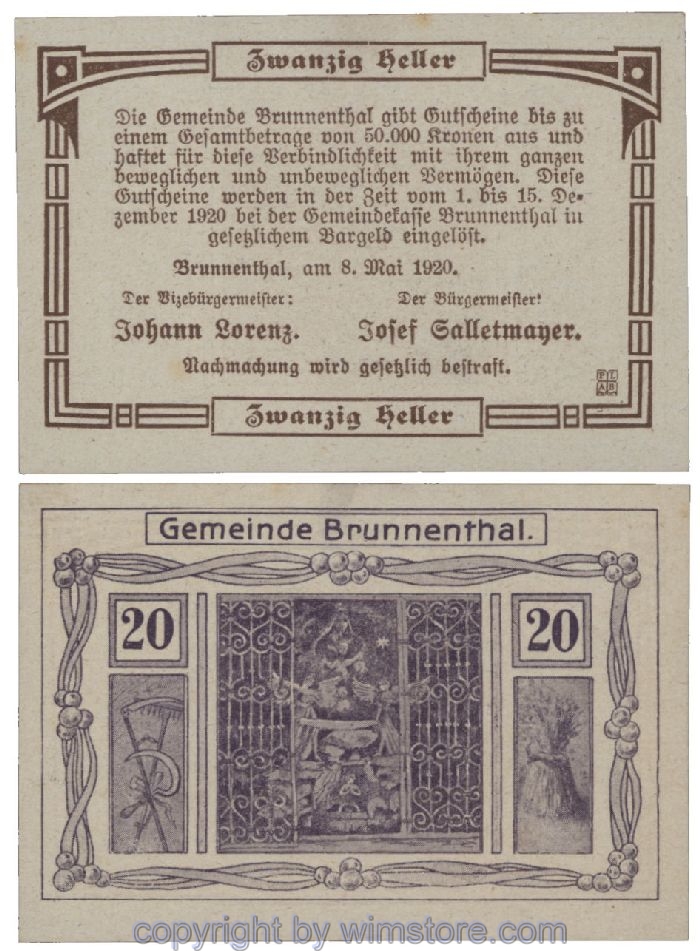 Zwanzig Heller
Die Gemeinde Brunnenthal gibt Gutscheine bis zu
einem Gesamtbetrage von 50.000 Kronen aus und
haftet für diese Verbindlichkeit mit ihrem ganzen
beweglichen und unbeweglichen Vermögen. Diese
Gutscheine werden in der Zeit vom 1. bis 15. De-
zember 1920 bei der Gemeindekasse Brunnenthal in
gesetzlichem Bargeld eingelöst.
Brunnenthal, am 8. Mai 1920.
Der Vizebürgermeister: Der Bürgermeister:
Johann Lorenz. Josef Salletmayer.
Nachmachung wird gesetzlich bestraft.
P L
A B
Zwanzig Heller
Gemeinde Brunnenthal.
20 20
copyright by wimstore.com